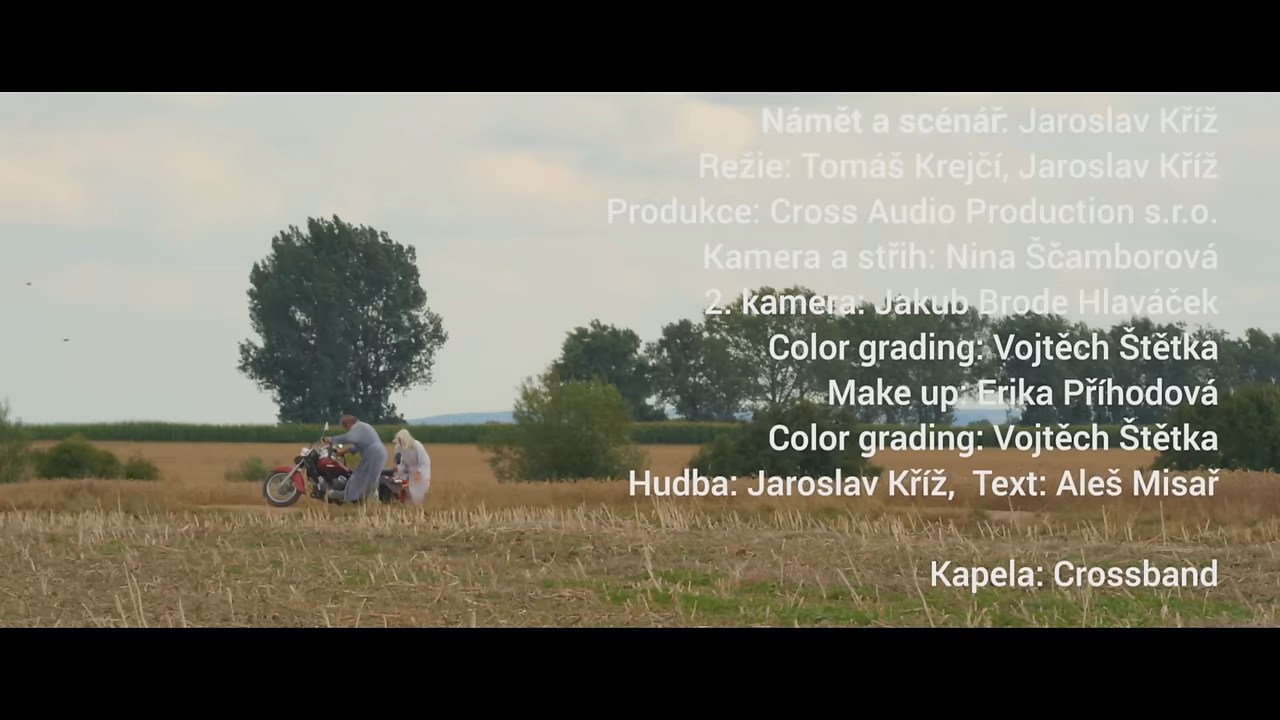 Námět a scénář: Jaroslav Kříž
Režie: Tomáš Krejčí, Jaroslav Kříž
Produkce: Cross Audio Production s.r.o.
Kamera a střih: Nina Ščamborová
2. kamera: Jakub Brode Hlaváček
Color grading: Vojtěch Štětka
Make up: Erika Příhodová
Color grading: Vojtěch Štětka
Hudba: Jaroslav Kříž,  Text: Aleš Misař
Kapela: Crossband